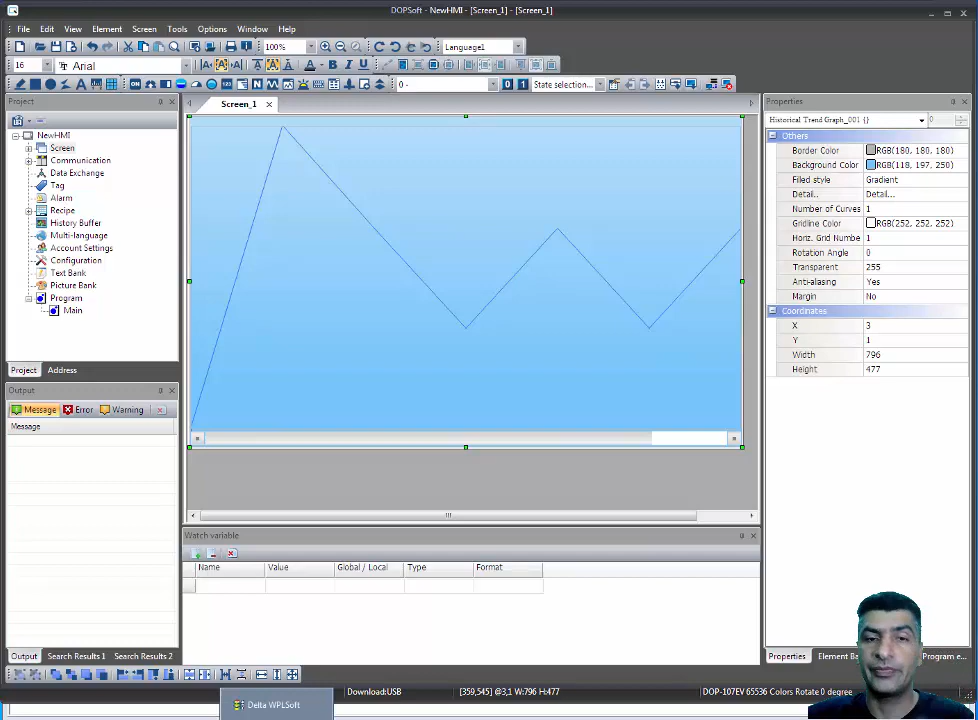 DOPSoft - NewHMI - [Screen_1] - [Screen_1]
File Edit View Element Screen Tools Options Window Help
100% Language1
16 Arial
0 - 0 1 State selection...
Project
NewHMI
Screen
Communication
Data Exchange
Tag
Alarm
Recipe
History Buffer
Multi-language
Account Settings
Configuration
Text Bank
Picture Bank
Program
Main
Project Address
Output
Message Error Warning
Message
Output Search Results 1 Search Results 2
Screen_1
Watch variable
Name Value Global / Local Type Format
Properties
Historical Trend Graph_001 {} 0
Others
Border Color RGB(180, 180, 180)
Background Color RGB(118, 197, 250)
Filled style Gradient
Detail.. Detail...
Number of Curves 1
Gridline Color RGB(252, 252, 252)
Horiz. Grid Numbe 1
Rotation Angle 0
Transparent 255
Anti-aliasing Yes
Margin No
Coordinates
X 3
Y 1
Width 796
Height 477
Properties Element Ba Program e...
Download:USB [359,545] @3,1 W:796 H:477 DOP-107EV 65536 Colors Rotate 0 degree
Delta WPLSoft